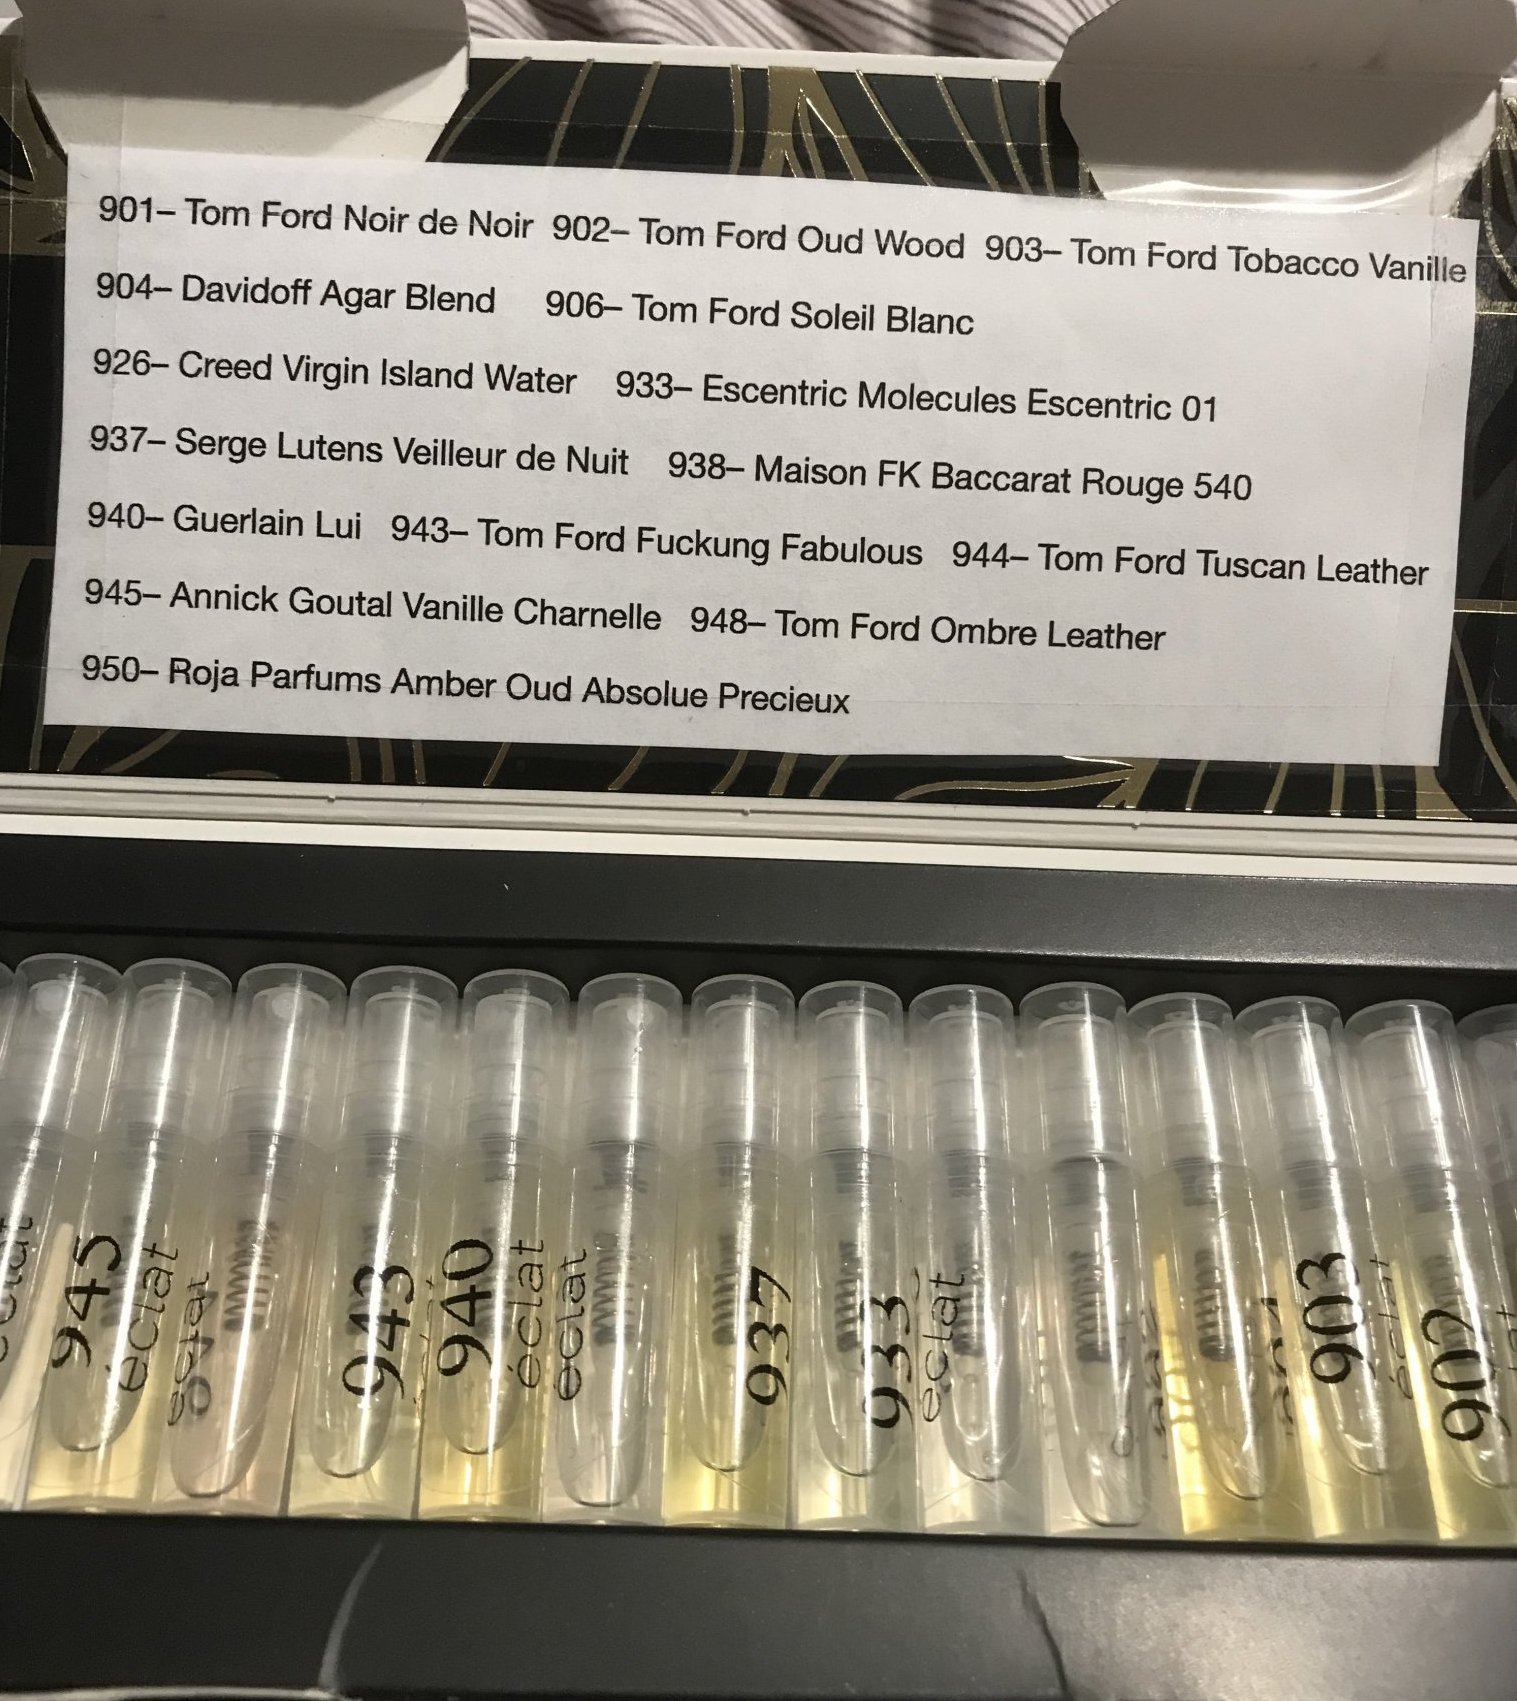 901– Tom Ford Noir de Noir 902– Tom Ford Oud Wood 903– Tom Ford Tobacco Vanille
904– Davidoff Agar Blend 906– Tom Ford Soleil Blanc
926– Creed Virgin Island Water 933– Escentric Molecules Escentric 01
937– Serge Lutens Veilleur de Nuit 938– Maison FK Baccarat Rouge 540
940– Guerlain Lui 943– Tom Ford Fuckung Fabulous 944– Tom Ford Tuscan Leather
945– Annick Goutal Vanille Charnelle 948– Tom Ford Ombre Leather
950– Roja Parfums Amber Oud Absolue Precieux
945
éclat
éclat
943
940
éclat
éclat
937
933
éclat
903
éclat
902